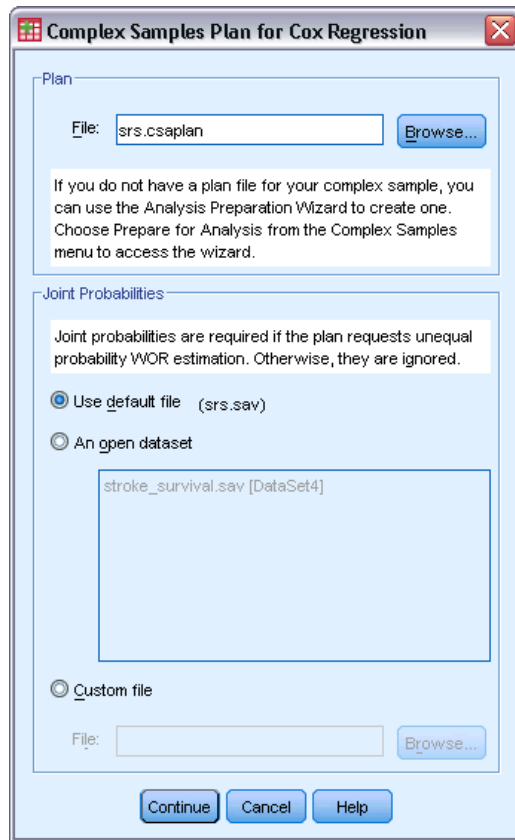 Complex Samples Plan for Cox Regression
Plan
File: srs.csaplan Browse...
If you do not have a plan file for your complex sample, you
can use the Analysis Preparation Wizard to create one.
Choose Prepare for Analysis from the Complex Samples
menu to access the wizard.
Joint Probabilities
Joint probabilities are required if the plan requests unequal
probability WOR estimation. Otherwise, they are ignored.
Use default file (srs.sav)
An open dataset
stroke_survival.sav [DataSet4]
Custom file
File: Browse...
Continue Cancel Help